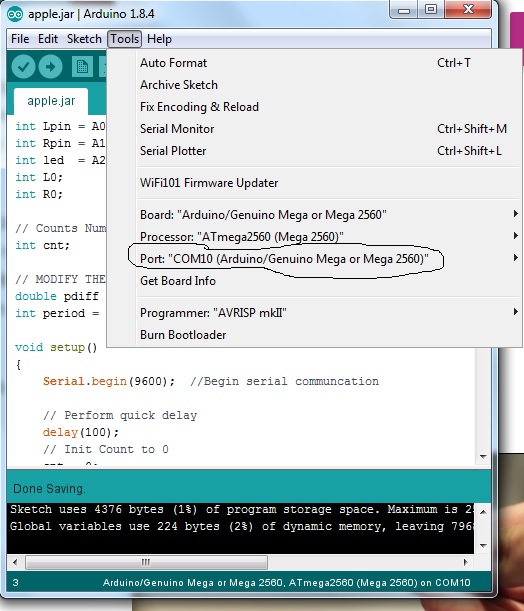 apple.jar | Arduino 1.8.4
File Edit Sketch Tools Help
Auto Format Ctrl+T
Archive Sketch
Fix Encoding & Reload
Serial Monitor Ctrl+Shift+M
Serial Plotter Ctrl+Shift+L
WiFi101 Firmware Updater
Board: "Arduino/Genuino Mega or Mega 2560"
Processor: "ATmega2560 (Mega 2560)"
Port: "COM10 (Arduino/Genuino Mega or Mega 2560)"
Get Board Info
Programmer: "AVRISP mkII"
Burn Bootloader
apple.jar
int Lpin = A0
int Rpin = A1
int led  = A2
int L0;
int R0;
// Counts Num
int cnt;
// MODIFY THE
double pdiff
int period =
void setup()
{
Serial.begin(9600);  //Begin serial communcation
// Perform quick delay
delay(100);
// Init Count to 0
Done Saving.
Sketch uses 4376 bytes (1%) of program storage space. Maximum is 25
Global variables use 224 bytes (2%) of dynamic memory, leaving 796
3 Arduino/Genuino Mega or Mega 2560, ATmega2560 (Mega 2560) on COM10